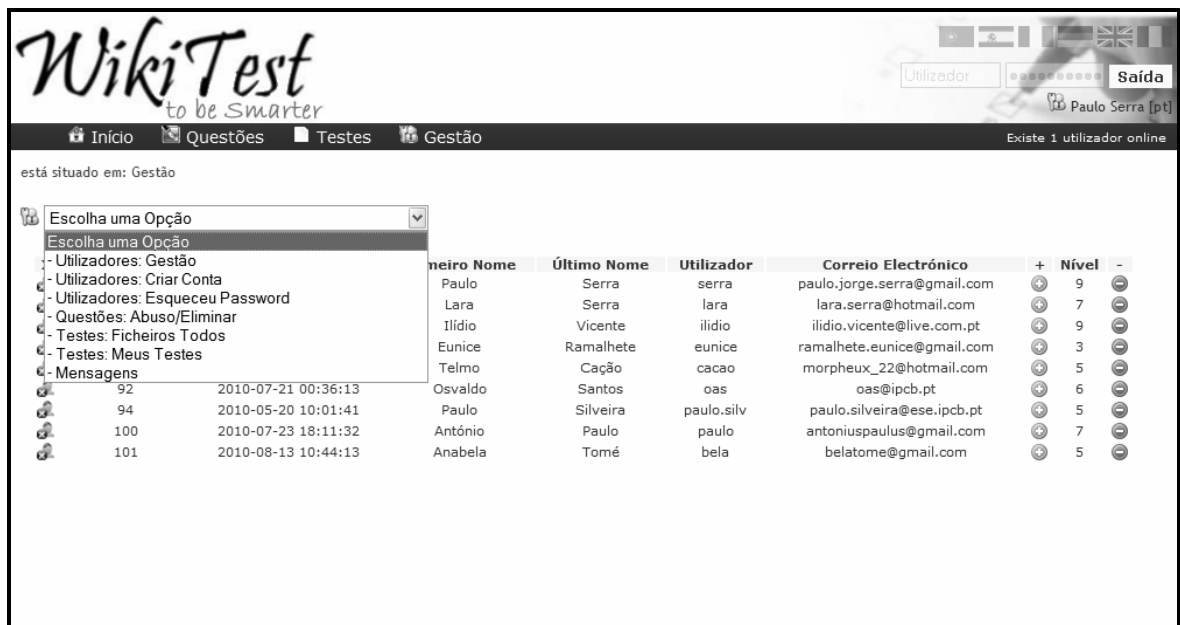 WikiTest
to be Smarter
Utilizador Saída
Paulo Serra [pt]
Início Questões Testes Gestão Existe 1 utilizador online
está situado em: Gestão
Escolha uma Opção
Escolha uma Opção
- Utilizadores: Gestão
- Utilizadores: Criar Conta
- Utilizadores: Esqueceu Password
- Questões: Abuso/Eliminar
- Testes: Ficheiros Todos
- Testes: Meus Testes
- Mensagens
meiro Nome Último Nome Utilizador Correio Electrónico + Nível -
Paulo Serra serra paulo.jorge.serra@gmail.com 9
Lara Serra lara lara.serra@hotmail.com 7
Ilídio Vicente ilidio ilidio.vicente@live.com.pt 9
Eunice Ramalhete eunice ramalhete.eunice@gmail.com 3
Telmo Cação cacao morpheux_22@hotmail.com 5
92 2010-07-21 00:36:13 Osvaldo Santos oas oas@ipcb.pt 6
94 2010-05-20 10:01:41 Paulo Silveira paulo.silv paulo.silveira@ese.ipcb.pt 5
100 2010-07-23 18:11:32 António Paulo paulo antoniuspaulus@gmail.com 7
101 2010-08-13 10:44:13 Anabela Tomé bela belatome@gmail.com 5